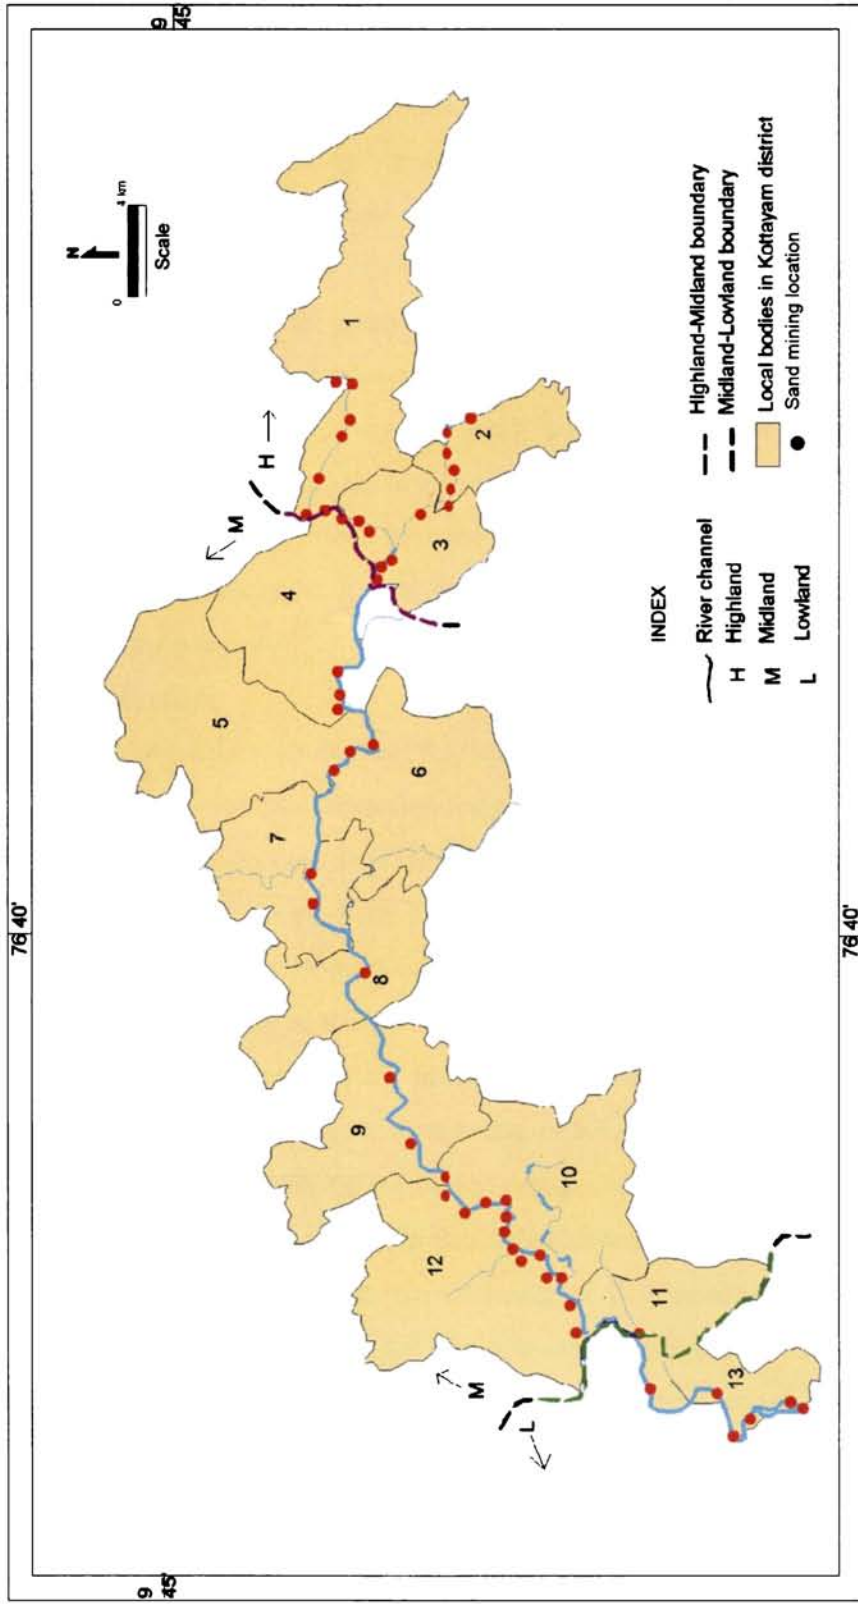 76 40'
9 45'
9 45'
N
0 4 km
Scale
H
M
1
2
3
4
5
6
7
8
9
10
11
12
13
M
L
INDEX
River channel
H Highland
M Midland
L Lowland
Highland-Midland boundary
Midland-Lowland boundary
Local bodies in Kottayam district
Sand mining location
76 40'